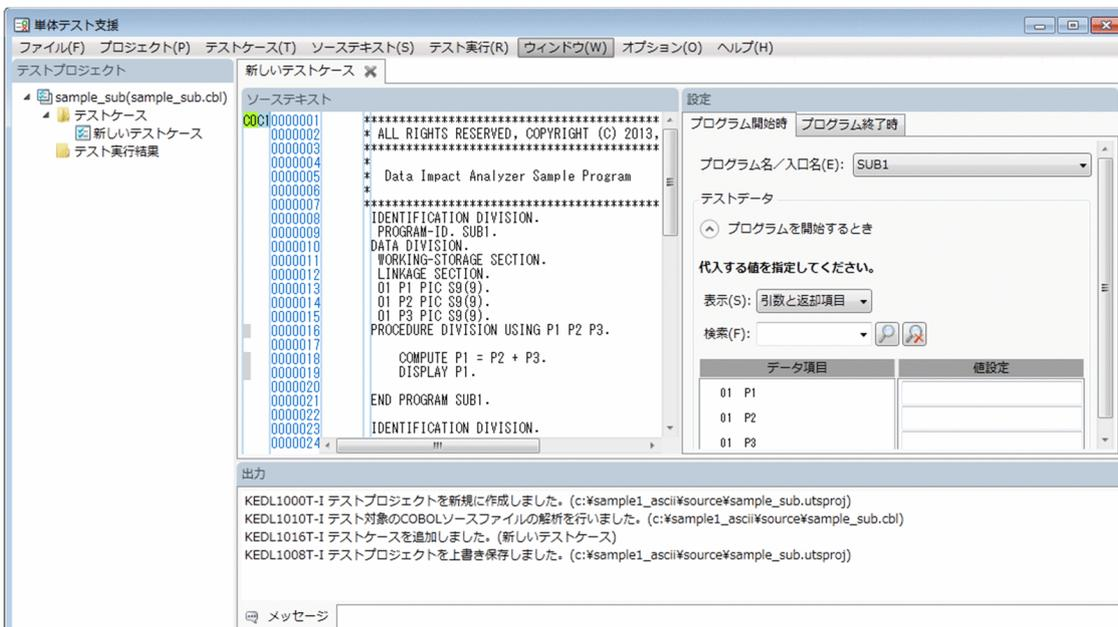 単体テスト支援
ファイル(F) プロジェクト(P) テストケース(T) ソーステキスト(S) テスト実行(R) ウィンドウ(W) オプション(O) ヘルプ(H)
テストプロジェクト
sample_sub(sample_sub.cbl)
テストケース
新しいテストケース
テスト実行結果
新しいテストケース
ソーステキスト
COC1 0000001 ****************************************
0000002 * ALL RIGHTS RESERVED, COPYRIGHT (C) 2013,
0000003 ****************************************
0000004 *
0000005 * Data Impact Analyzer Sample Program
0000006 *
0000007 ****************************************
0000008 IDENTIFICATION DIVISION.
0000009 PROGRAM-ID. SUB1.
0000010 DATA DIVISION.
0000011 WORKING-STORAGE SECTION.
0000012 LINKAGE SECTION.
0000013 01 P1 PIC S9(9).
0000014 01 P2 PIC S9(9).
0000015 01 P3 PIC S9(9).
0000016 PROCEDURE DIVISION USING P1 P2 P3.
0000017
0000018 COMPUTE P1 = P2 + P3.
0000019 DISPLAY P1.
0000020
0000021 END PROGRAM SUB1.
0000022
0000023 IDENTIFICATION DIVISION.
0000024
設定
プログラム開始時 プログラム終了時
プログラム名/入口名(E): SUB1
テストデータ
プログラムを開始するとき
代入する値を指定してください。
表示(S): 引数と返却項目
検索(F):
データ項目 値設定
01 P1
01 P2
01 P3
出力
KEDL1000T-I テストプロジェクトを新規に作成しました。(c:¥sample1_ascii¥source¥sample_sub.utsproj)
KEDL1010T-I テスト対象のCOBOLソースファイルの解析を行いました。(c:¥sample1_ascii¥source¥sample_sub.cbl)
KEDL1016T-I テストケースを追加しました。(新しいテストケース)
KEDL1008T-I テストプロジェクトを上書き保存しました。(c:¥sample1_ascii¥source¥sample_sub.utsproj)
メッセージ